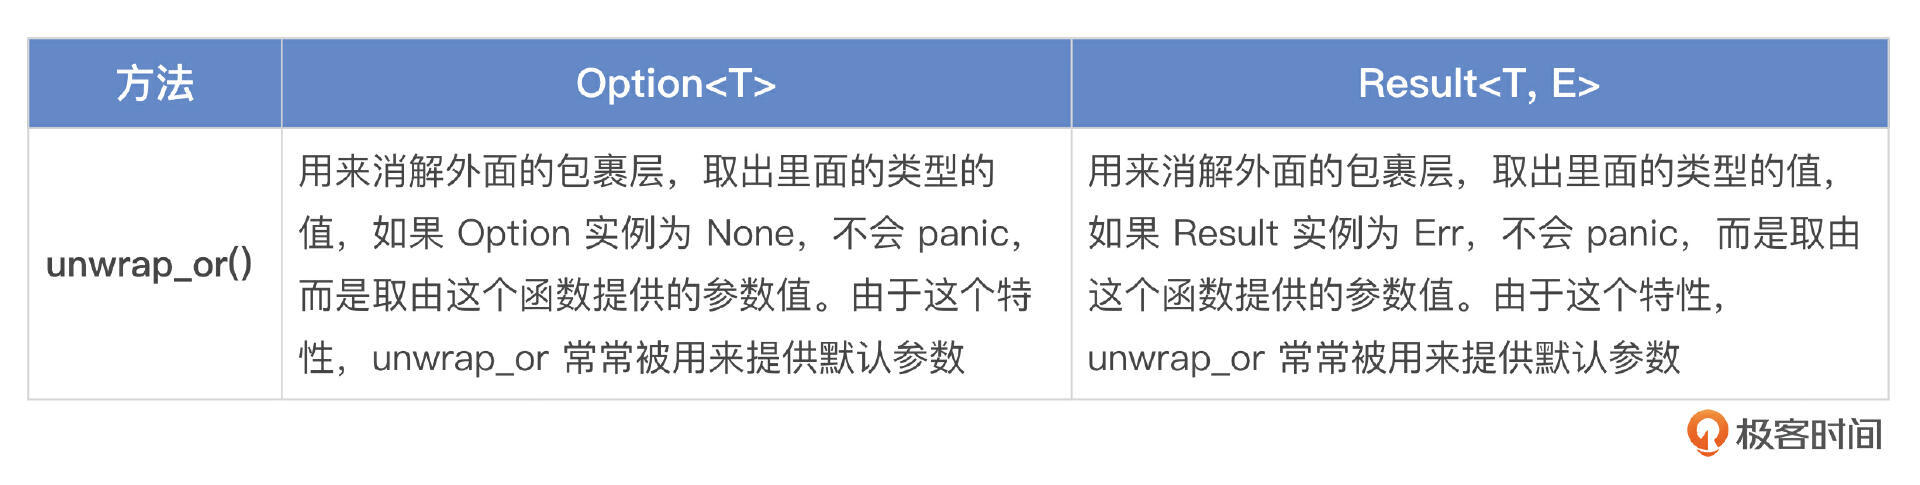 方法
Option<T>
Result<T, E>
unwrap_or()
用来消解外面的包裹层，取出里面的类型的
值，如果 Option 实例为 None，不会 panic，
而是取由这个函数提供的参数值。由于这个特
性，unwrap_or 常常被用来提供默认参数
用来消解外面的包裹层，取出里面的类型的值，
如果 Result 实例为 Err，不会 panic，而是取由
这个函数提供的参数值。由于这个特性，
unwrap_or 常常被用来提供默认参数
极客时间